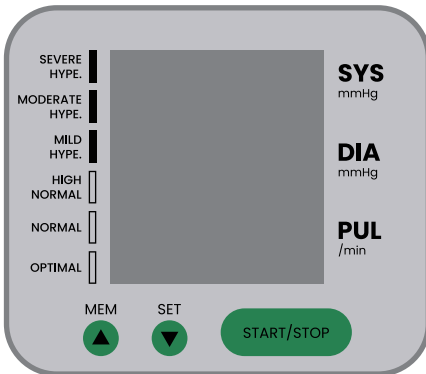 SEVERE
HYPE.
MODERATE
HYPE.
MILD
HYPE.
HIGH
NORMAL
NORMAL
OPTIMAL
SYS
mmHg
DIA
mmHg
PUL
/min
MEM
SET
START/STOP